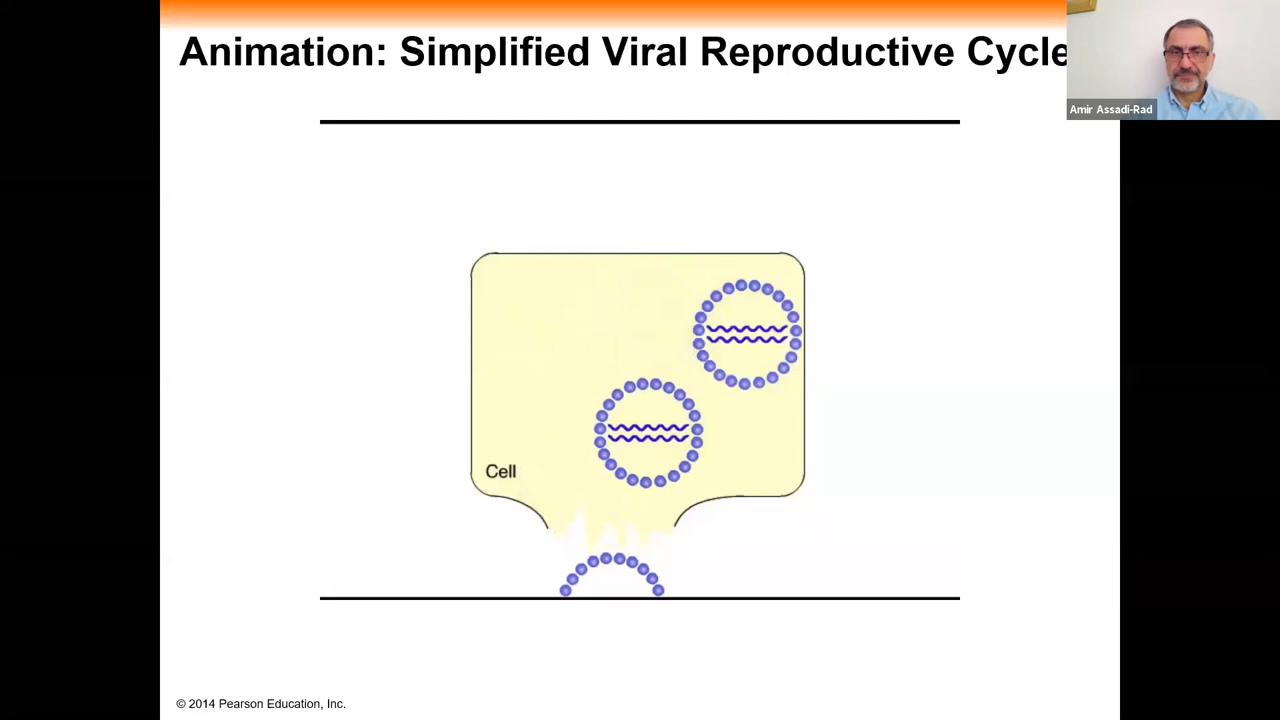 Animation: Simplified Viral Reproductive Cycle
Amir Assadi-Rad
Cell
© 2014 Pearson Education, Inc.